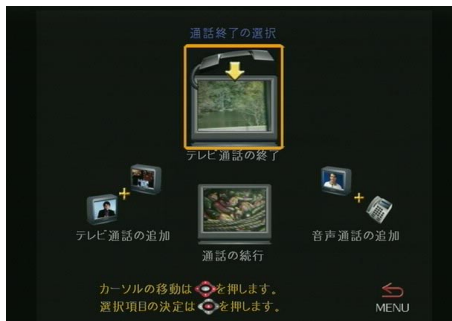 通話終了の選択
テレビ通話の終了
テレビ通話の追加
通話の続行
音声通話の追加
カーソルの移動はを押します。
選択項目の決定はを押します。
MENU